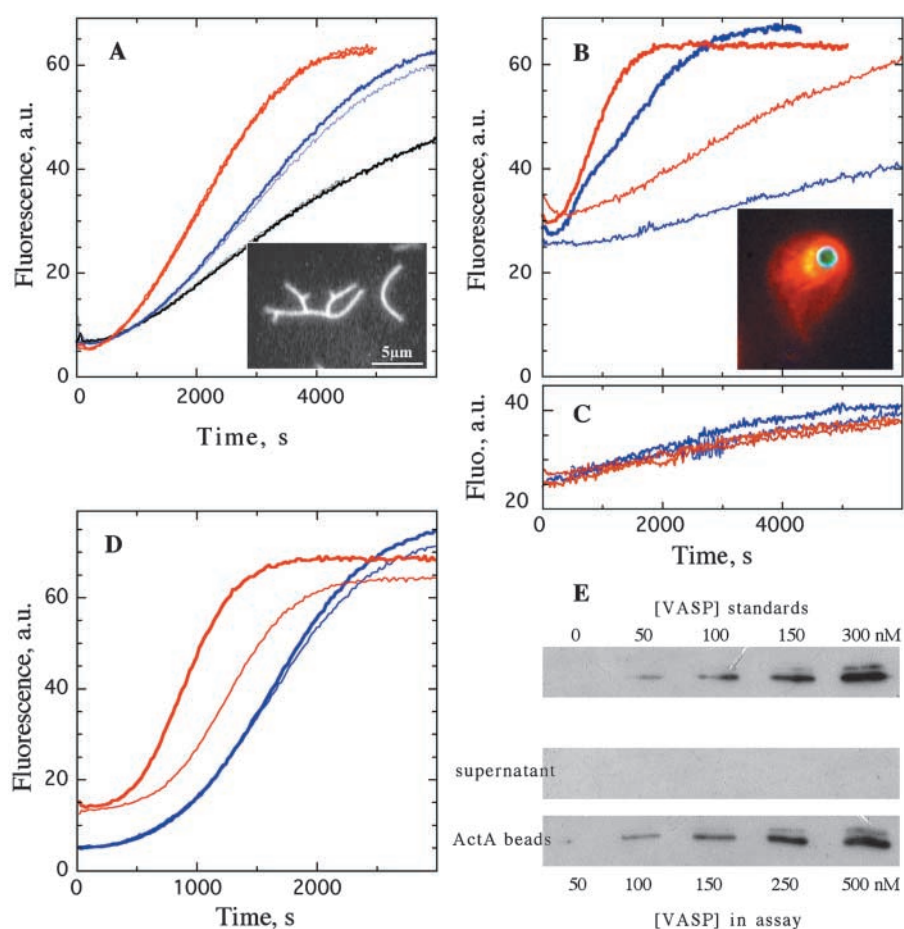 A
Fluorescence, a.u.
60
40
20
0
0
2000
4000
Time, s
5μm
B
Fluorescence, a.u.
60
40
20
0
C
Fluo., a.u.
40
20
0
2000
4000
Time, s
D
Fluorescence, a.u.
60
40
20
0
0
1000
2000
Time, s
E
[VASP] standards
0 50 100 150 300 nM
supernatant
ActA beads
50 100 150 250 500 nM
[VASP] in assay